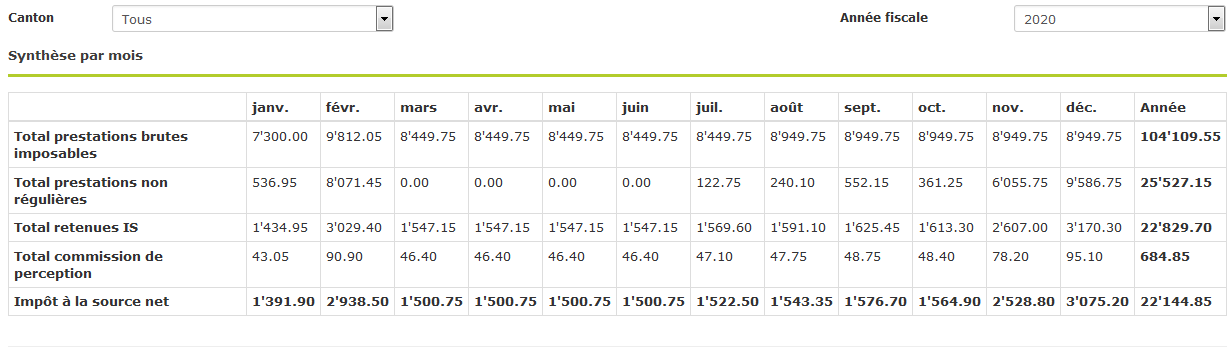 Canton Tous Année fiscale 2020
Synthèse par mois
janv. févr. mars avr. mai juin juil. août sept. oct. nov. déc. Année
Total prestations brutes imposables 7'300.00 9'812.05 8'449.75 8'449.75 8'449.75 8'449.75 8'449.75 8'949.75 8'949.75 8'949.75 8'949.75 8'949.75 104'109.55
Total prestations non régulières 536.95 8'071.45 0.00 0.00 0.00 0.00 122.75 240.10 552.15 361.25 6'055.75 9'586.75 25'527.15
Total retenues IS 1'434.95 3'029.40 1'547.15 1'547.15 1'547.15 1'547.15 1'569.60 1'591.10 1'625.45 1'613.30 2'607.00 3'170.30 22'829.70
Total commission de perception 43.05 90.90 46.40 46.40 46.40 46.40 47.10 47.75 48.75 48.40 78.20 95.10 684.85
Impôt à la source net 1'391.90 2'938.50 1'500.75 1'500.75 1'500.75 1'500.75 1'522.50 1'543.35 1'576.70 1'564.90 2'528.80 3'075.20 22'144.85